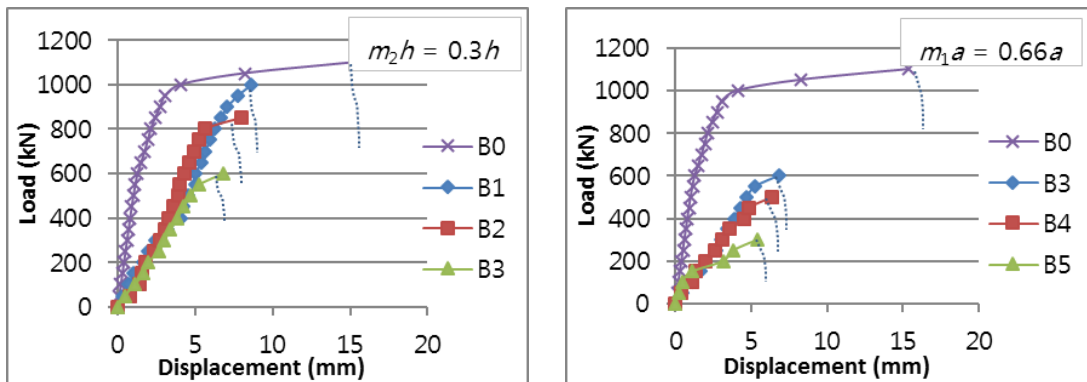 m₂h = 0.3h
Load (kN)
1200
1000
800
600
400
200
0
0 5 10 15 20
Displacement (mm)
B0
B1
B2
B3
m₁a = 0.66a
Load (kN)
1200
1000
800
600
400
200
0
0 5 10 15 20
Displacement (mm)
B0
B3
B4
B5